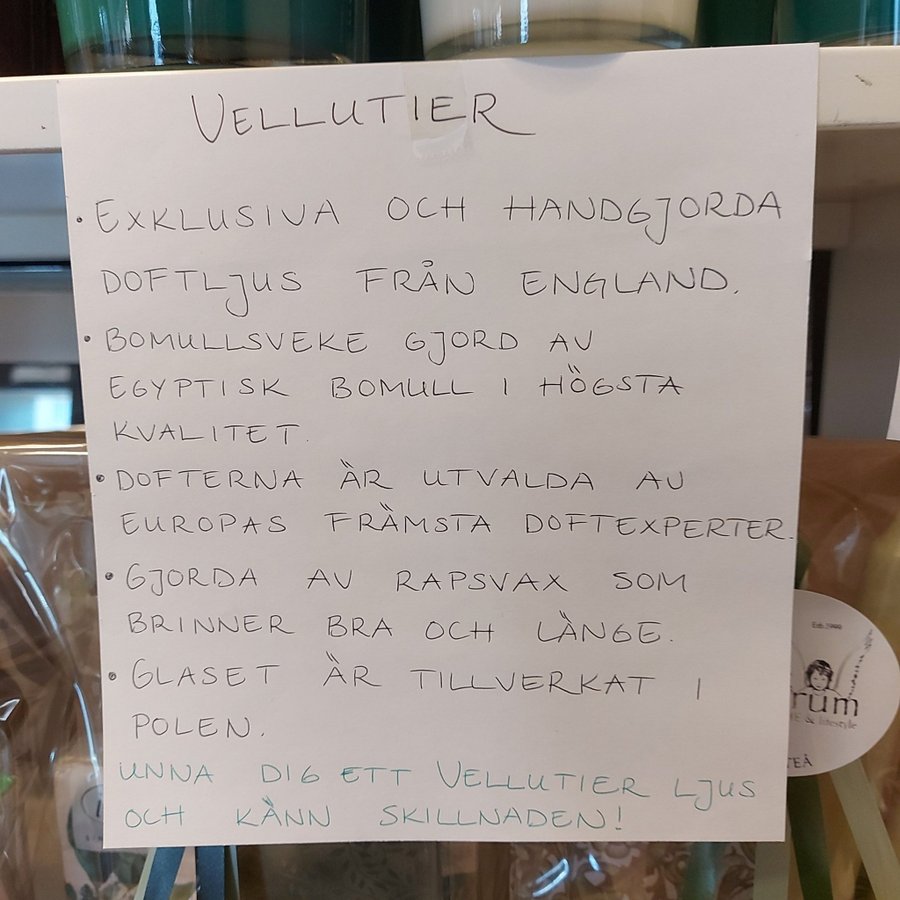 VELLUTIER
• EXKLUSIVA OCH HANDGJORDA
DOFTLJUS FRÅN ENGLAND.
• BOMULLSVEKE GJORD AV
EGYPTISK BOMULL I HÖGSTA
KVALITET.
• DOFTERNA ÄR UTVALDA AV
EUROPAS FRÄMSTA DOFTEXPERTER.
• GJORDA AV RAPSVAX SOM
BRINNER BRA OCH LÄNGE.
• GLASET ÄR TILLVERKAT I
POLEN.
UNNA DIG ETT VELLUTIER LJUS
OCH KÄNN SKILLNADEN!
rum
& lifestyle